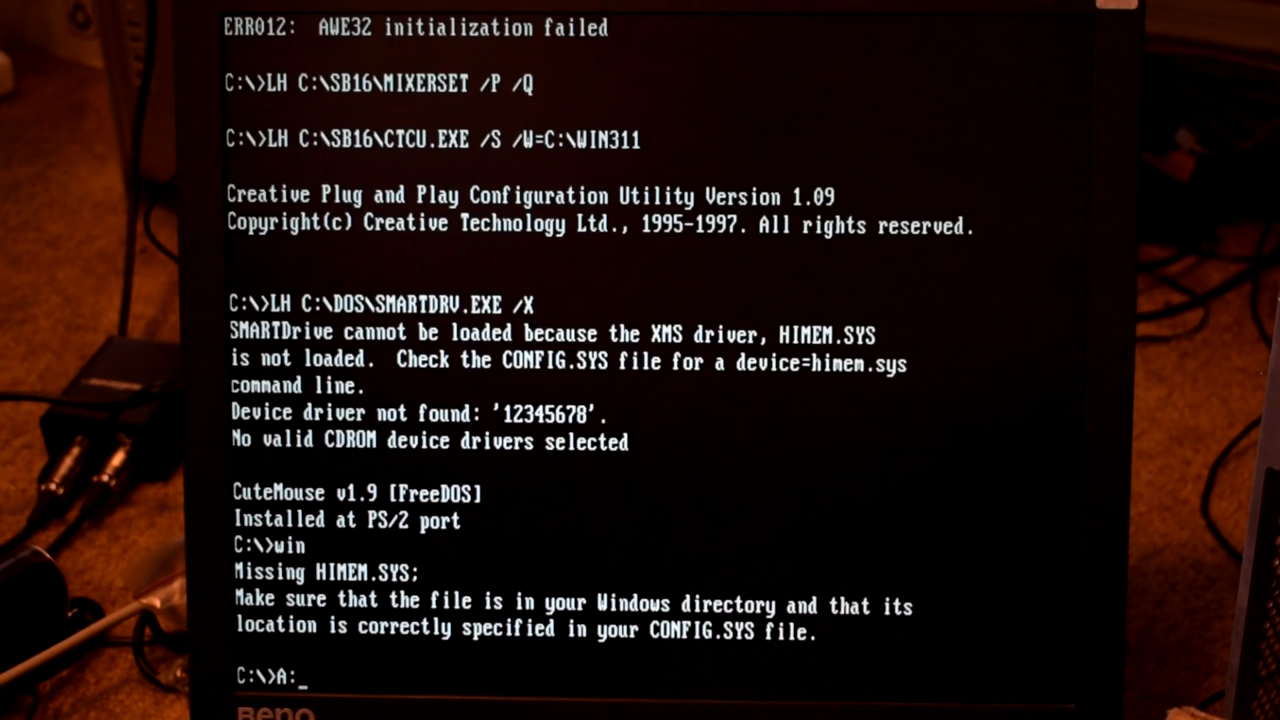 ERR012:  AWE32 initialization failed
C:\>LH C:\SB16\MIXERSET /P /Q
C:\>LH C:\SB16\CTCU.EXE /S /W=C:\WIN311
Creative Plug and Play Configuration Utility Version 1.09
Copyright(c) Creative Technology Ltd., 1995-1997. All rights reserved.
C:\>LH C:\DOS\SMARTDRV.EXE /X
SMARTDrive cannot be loaded because the XMS driver, HIMEM.SYS
is not loaded.  Check the CONFIG.SYS file for a device=himem.sys
command line.
Device driver not found: '12345678'.
No valid CDROM device drivers selected
CuteMouse v1.9 [FreeDOS]
Installed at PS/2 port
C:\>win
Missing HIMEM.SYS;
Make sure that the file is in your Windows directory and that its
location is correctly specified in your CONFIG.SYS file.
C:\>A:_
BenQ